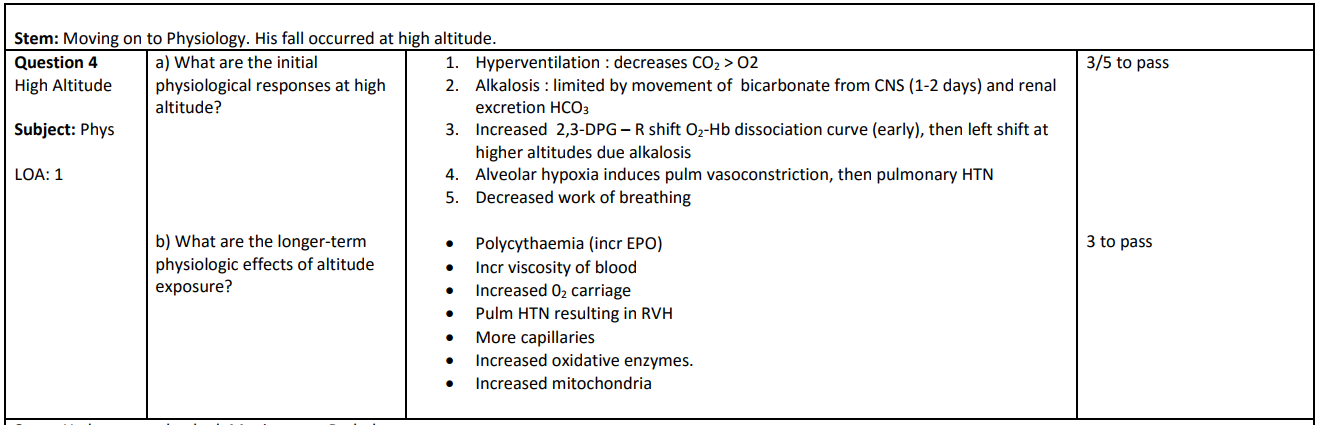 Stem: Moving on to Physiology. His fall occurred at high altitude.
Question 4
High Altitude
Subject: Phys
LOA: 1
a) What are the initial
physiological responses at high
altitude?
1. Hyperventilation : decreases CO₂ > O2
2. Alkalosis : limited by movement of bicarbonate from CNS (1-2 days) and renal
excretion HCO₃
3. Increased 2,3-DPG – R shift O₂-Hb dissociation curve (early), then left shift at
higher altitudes due alkalosis
4. Alveolar hypoxia induces pulm vasoconstriction, then pulmonary HTN
5. Decreased work of breathing
3/5 to pass
b) What are the longer-term
physiologic effects of altitude
exposure?
• Polycythaemia (incr EPO)
• Incr viscosity of blood
• Increased 0₂ carriage
• Pulm HTN resulting in RVH
• More capillaries
• Increased oxidative enzymes.
• Increased mitochondria
3 to pass